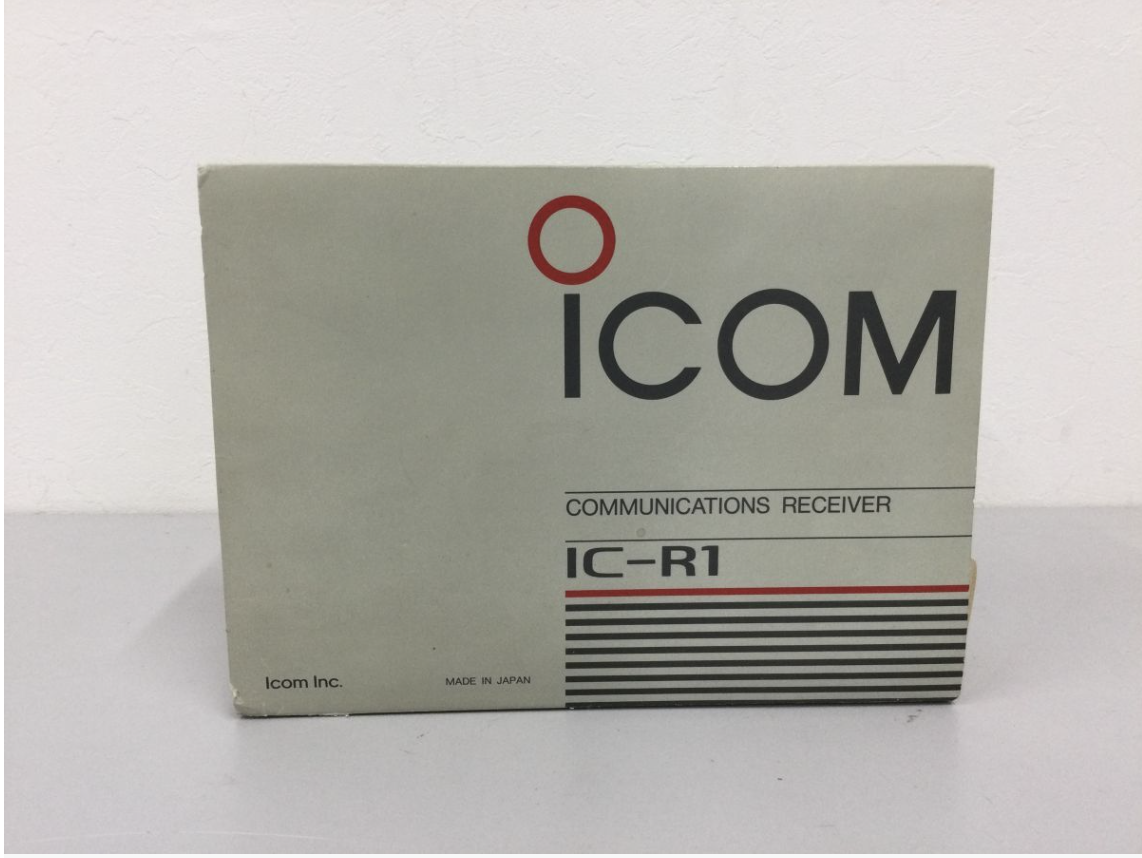 ICOM
COMMUNICATIONS RECEIVER
IC-R1
Icom Inc. MADE IN JAPAN